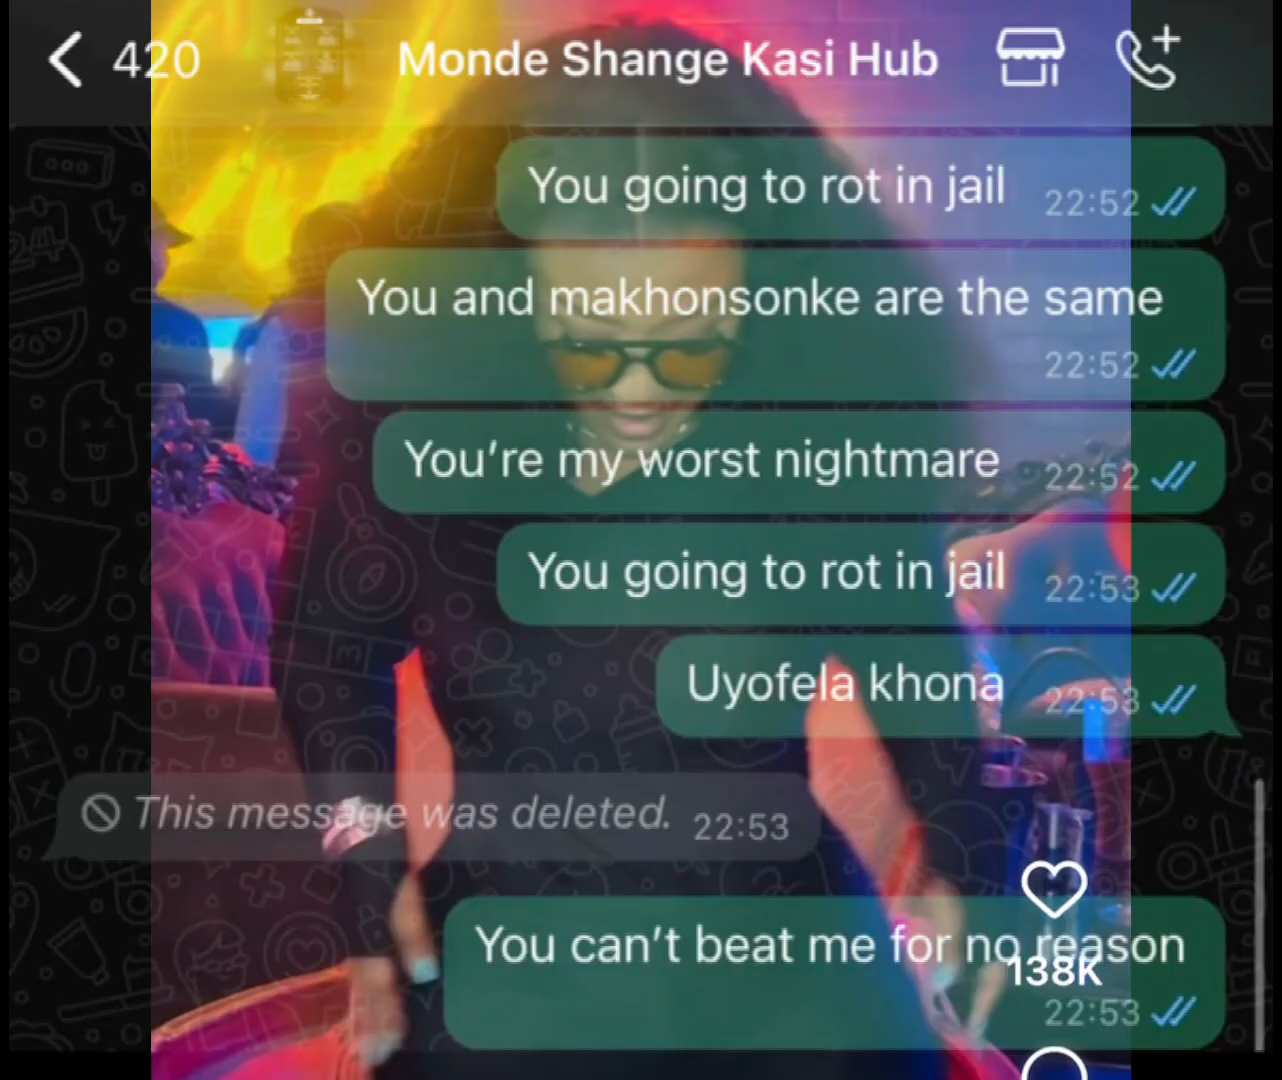 420
Monde Shange Kasi Hub
You going to rot in jail 22:52
You and makhonsonke are the same
22:52
You're my worst nightmare 22:52
You going to rot in jail 22:53
Uyofela khona 22:53
This message was deleted. 22:53
You can't beat me for no reason
138K
22:53